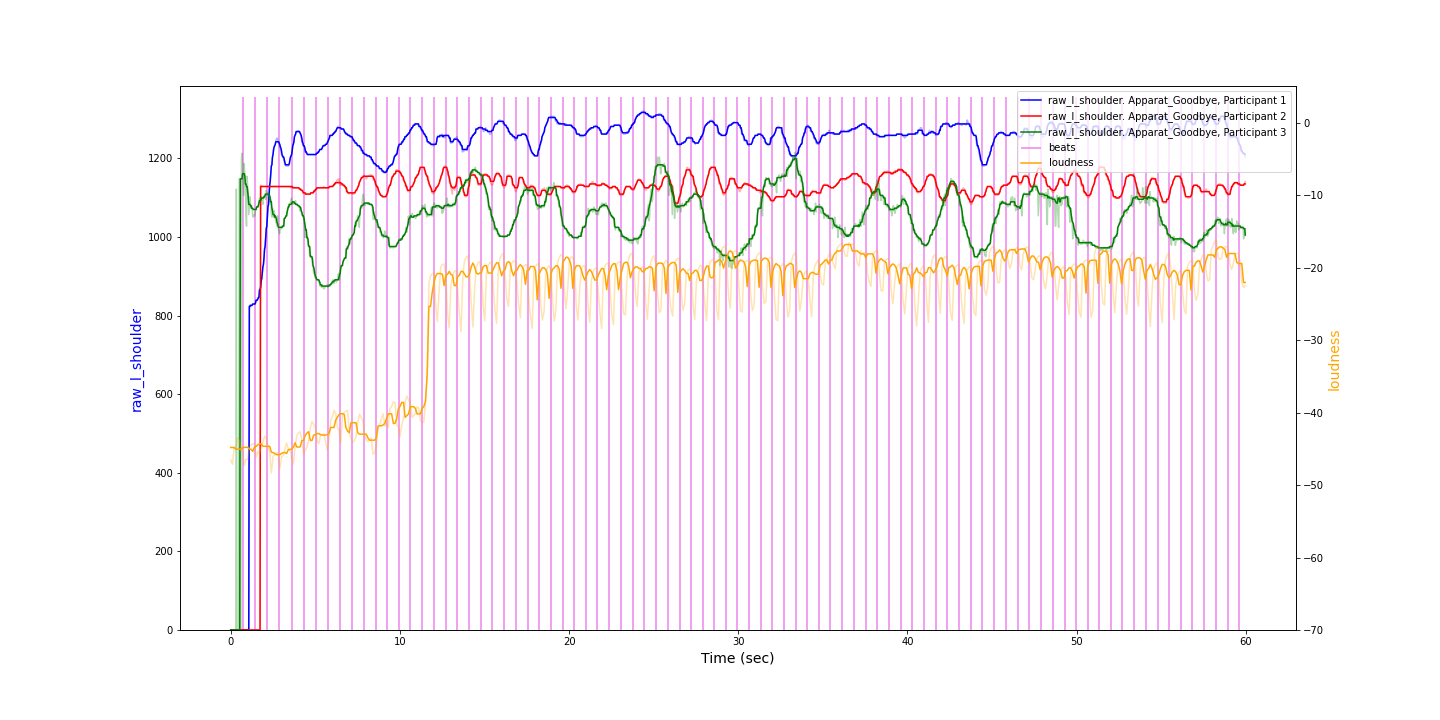 raw_l_shoulder. Apparat_Goodbye, Participant 1
raw_l_shoulder. Apparat_Goodbye, Participant 2
raw_l_shoulder. Apparat_Goodbye, Participant 3
beats
loudness
raw_l_shoulder
1200
1000
800
600
400
200
0
0
−10
−20
−30
−40
−50
−60
−70
loudness
0 10 20 30 40 50 60
Time (sec)